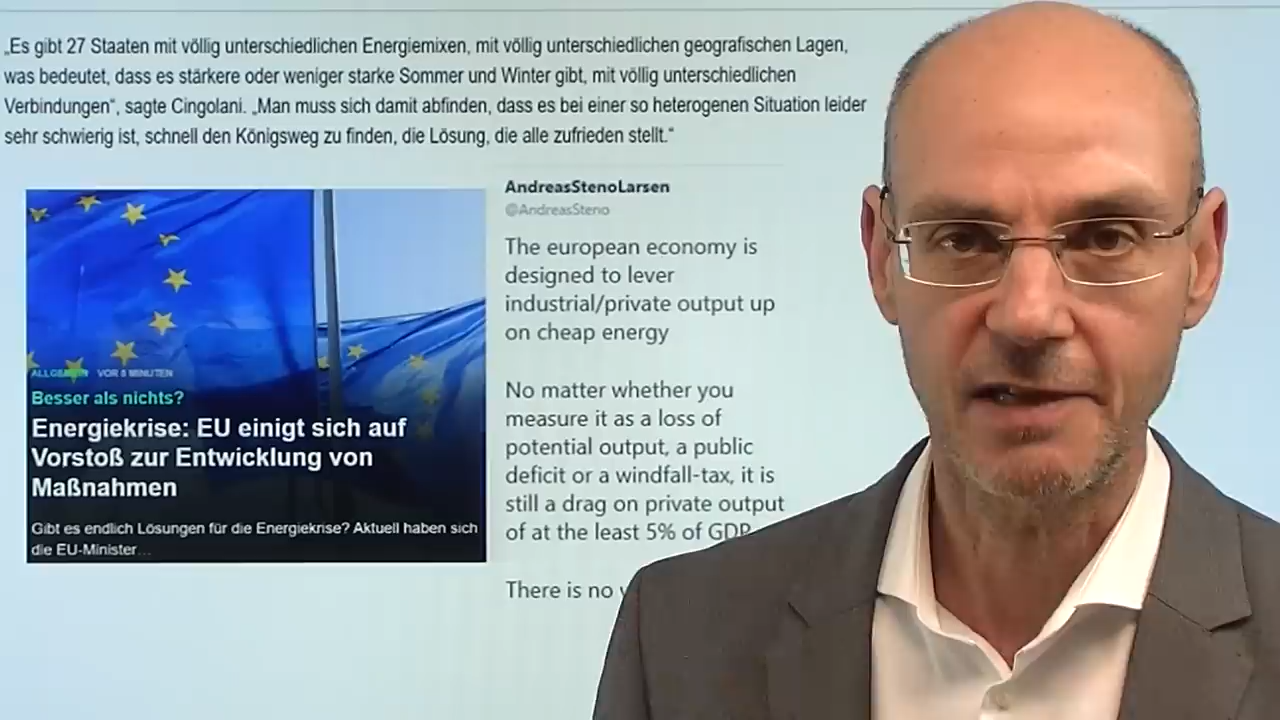 „Es gibt 27 Staaten mit völlig unterschiedlichen Energiemixen, mit völlig unterschiedlichen geografischen Lagen,
was bedeutet, dass es stärkere oder weniger starke Sommer und Winter gibt, mit völlig unterschiedlichen
Verbindungen“, sagte Cingolani. „Man muss sich damit abfinden, dass es bei einer so heterogenen Situation leider
sehr schwierig ist, schnell den Königsweg zu finden, die Lösung, die alle zufrieden stellt.“
ALLGEMEIN VOR 8 MINUTEN
Besser als nichts?
Energiekrise: EU einigt sich auf
Vorstoß zur Entwicklung von
Maßnahmen
Gibt es endlich Lösungen für die Energiekrise? Aktuell haben sich
die EU-Minister...
AndreasStenoLarsen
@AndreasSteno
The european economy is
designed to lever
industrial/private output up
on cheap energy
No matter whether you
measure it as a loss of
potential output, a public
deficit or a windfall-tax, it is
still a drag on private output
of at the least 5% of GDP
There is no